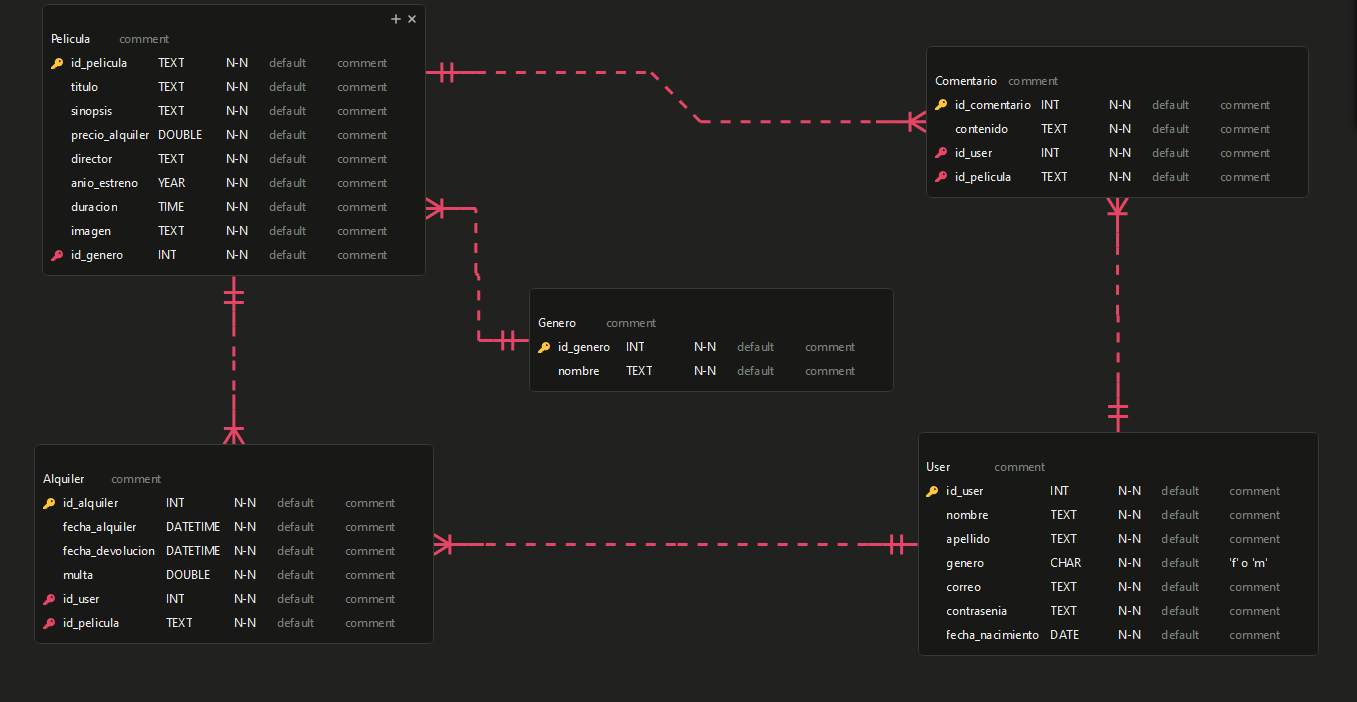 Pelicula comment
id_pelicula TEXT N-N default comment
titulo TEXT N-N default comment
sinopsis TEXT N-N default comment
precio_alquiler DOUBLE N-N default comment
director TEXT N-N default comment
anio_estreno YEAR N-N default comment
duracion TIME N-N default comment
imagen TEXT N-N default comment
id_genero INT N-N default comment
Comentario comment
id_comentario INT N-N default comment
contenido TEXT N-N default comment
id_user INT N-N default comment
id_pelicula TEXT N-N default comment
Genero comment
id_genero INT N-N default comment
nombre TEXT N-N default comment
Alquiler comment
id_alquiler INT N-N default comment
fecha_alquiler DATETIME N-N default comment
fecha_devolucion DATETIME N-N default comment
multa DOUBLE N-N default comment
id_user INT N-N default comment
id_pelicula TEXT N-N default comment
User comment
id_user INT N-N default comment
nombre TEXT N-N default comment
apellido TEXT N-N default comment
genero CHAR N-N default 'f' o 'm'
correo TEXT N-N default comment
contrasenia TEXT N-N default comment
fecha_nacimiento DATE N-N default comment